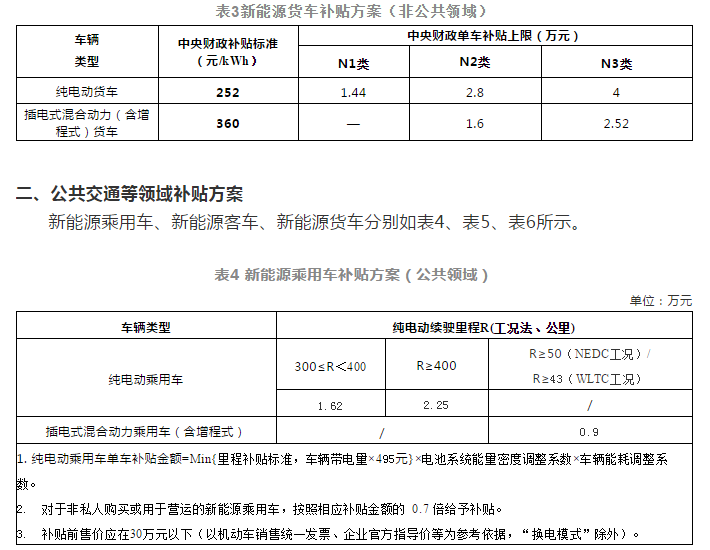 表3新能源货车补贴方案（非公共领域）
车辆
类型
中央财政补贴标准
（元/kWh）
中央财政单车补贴上限（万元）
N1类
N2类
N3类
纯电动货车
252
1.44
2.8
4
插电式混合动力（含增
程式）货车
360
—
1.6
2.52
二、公共交通等领域补贴方案
新能源乘用车、新能源客车、新能源货车分别如表4、表5、表6所示。
表4 新能源乘用车补贴方案（公共领域）
单位：万元
车辆类型
纯电动续驶里程R(工况法、公里)
纯电动乘用车
300≤R＜400
R≥400
R≥50（NEDC工况）/
R≥43（WLTC工况）
1.62
2.25
/
插电式混合动力乘用车（含增程式）
/
0.9
1. 纯电动乘用车单车补贴金额=Min{里程补贴标准，车辆带电量×495元}×电池系统能量密度调整系数×车辆能耗调整系
数。
2. 对于非私人购买或用于营运的新能源乘用车，按照相应补贴金额的 0.7 倍给予补贴。
3. 补贴前售价应在30万元以下（以机动车销售统一发票、企业官方指导价等为参考依据，“换电模式”除外）。